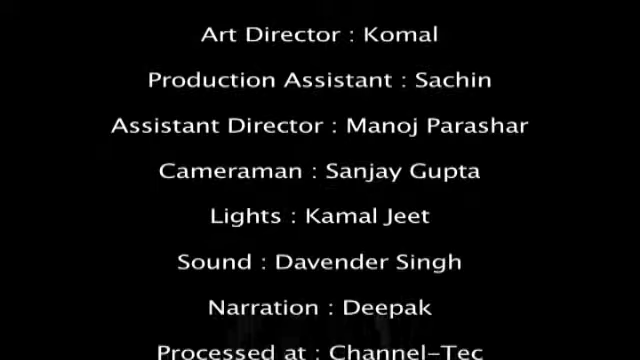 Art Director : Komal
Production Assistant : Sachin
Assistant Director : Manoj Parashar
Cameraman : Sanjay Gupta
Lights : Kamal Jeet
Sound : Davender Singh
Narration : Deepak
Processed at : Channel-Tec